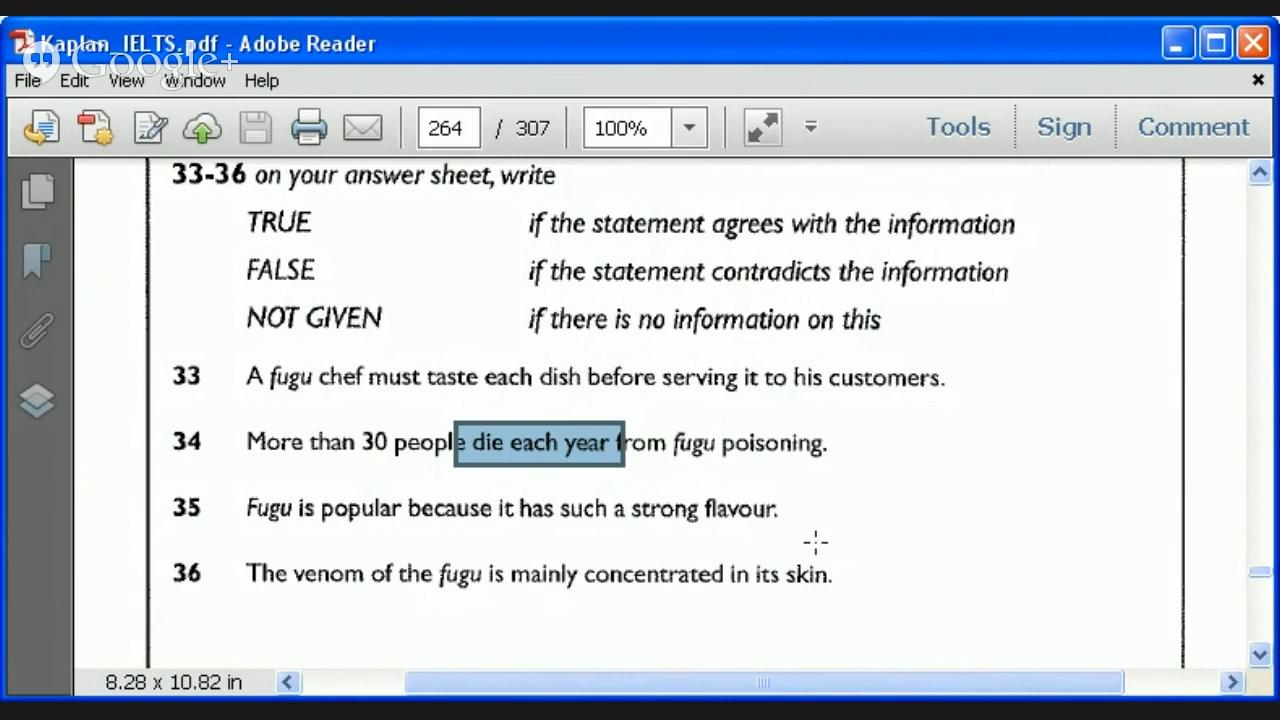 Kaplan_IELTS.pdf - Adobe Reader
Google+
File Edit View Window Help
264 / 307 100% Tools Sign Comment
33-36 on your answer sheet, write
TRUE if the statement agrees with the information
FALSE if the statement contradicts the information
NOT GIVEN if there is no information on this
33 A fugu chef must taste each dish before serving it to his customers.
34 More than 30 people die each year from fugu poisoning.
35 Fugu is popular because it has such a strong flavour.
36 The venom of the fugu is mainly concentrated in its skin.
8.28 x 10.82 in